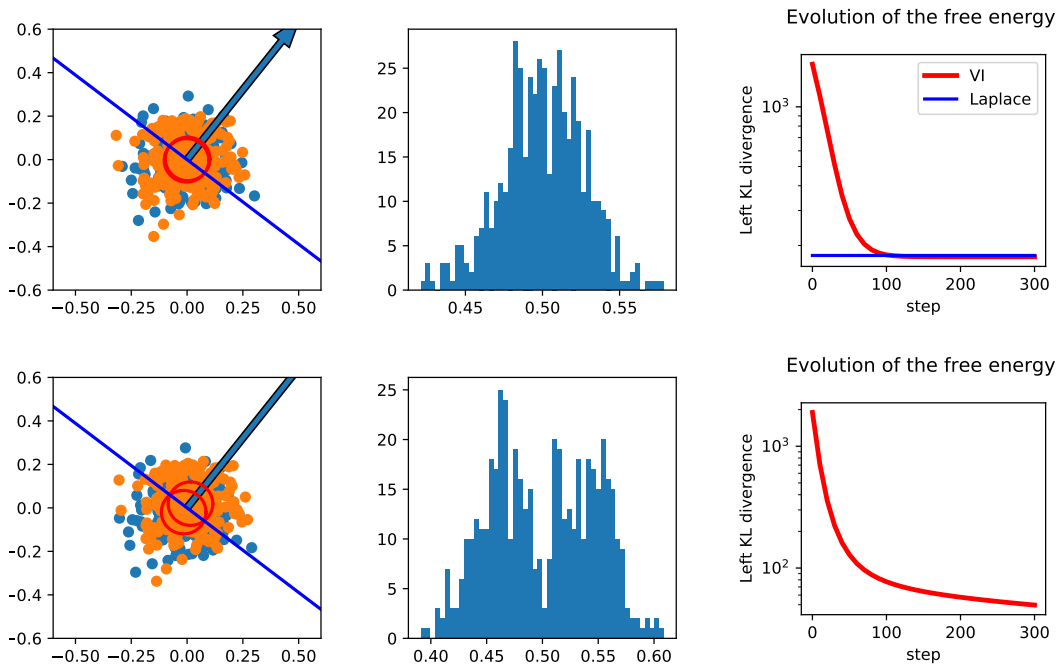 Evolution of the free energy
0.6
0.4
0.2
0.0
−0.2
−0.4
−0.6
−0.50 −0.25 0.00 0.25 0.50
25
20
15
10
5
0
0.45 0.50 0.55
Left KL divergence
10³
VI
Laplace
0 100 200 300
step
Evolution of the free energy
0.6
0.4
0.2
0.0
−0.2
−0.4
−0.6
−0.50 −0.25 0.00 0.25 0.50
25
20
15
10
5
0
0.40 0.45 0.50 0.55 0.60
Left KL divergence
10³
10²
0 100 200 300
step